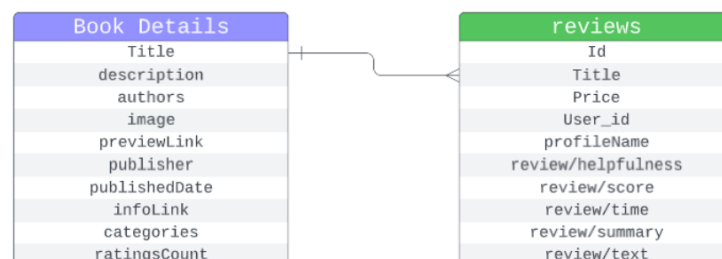 Book Details
Title
description
authors
image
previewLink
publisher
publishedDate
infoLink
categories
ratingsCount
reviews
Id
Title
Price
User_id
profileName
review/helpfulness
review/score
review/time
review/summary
review/text